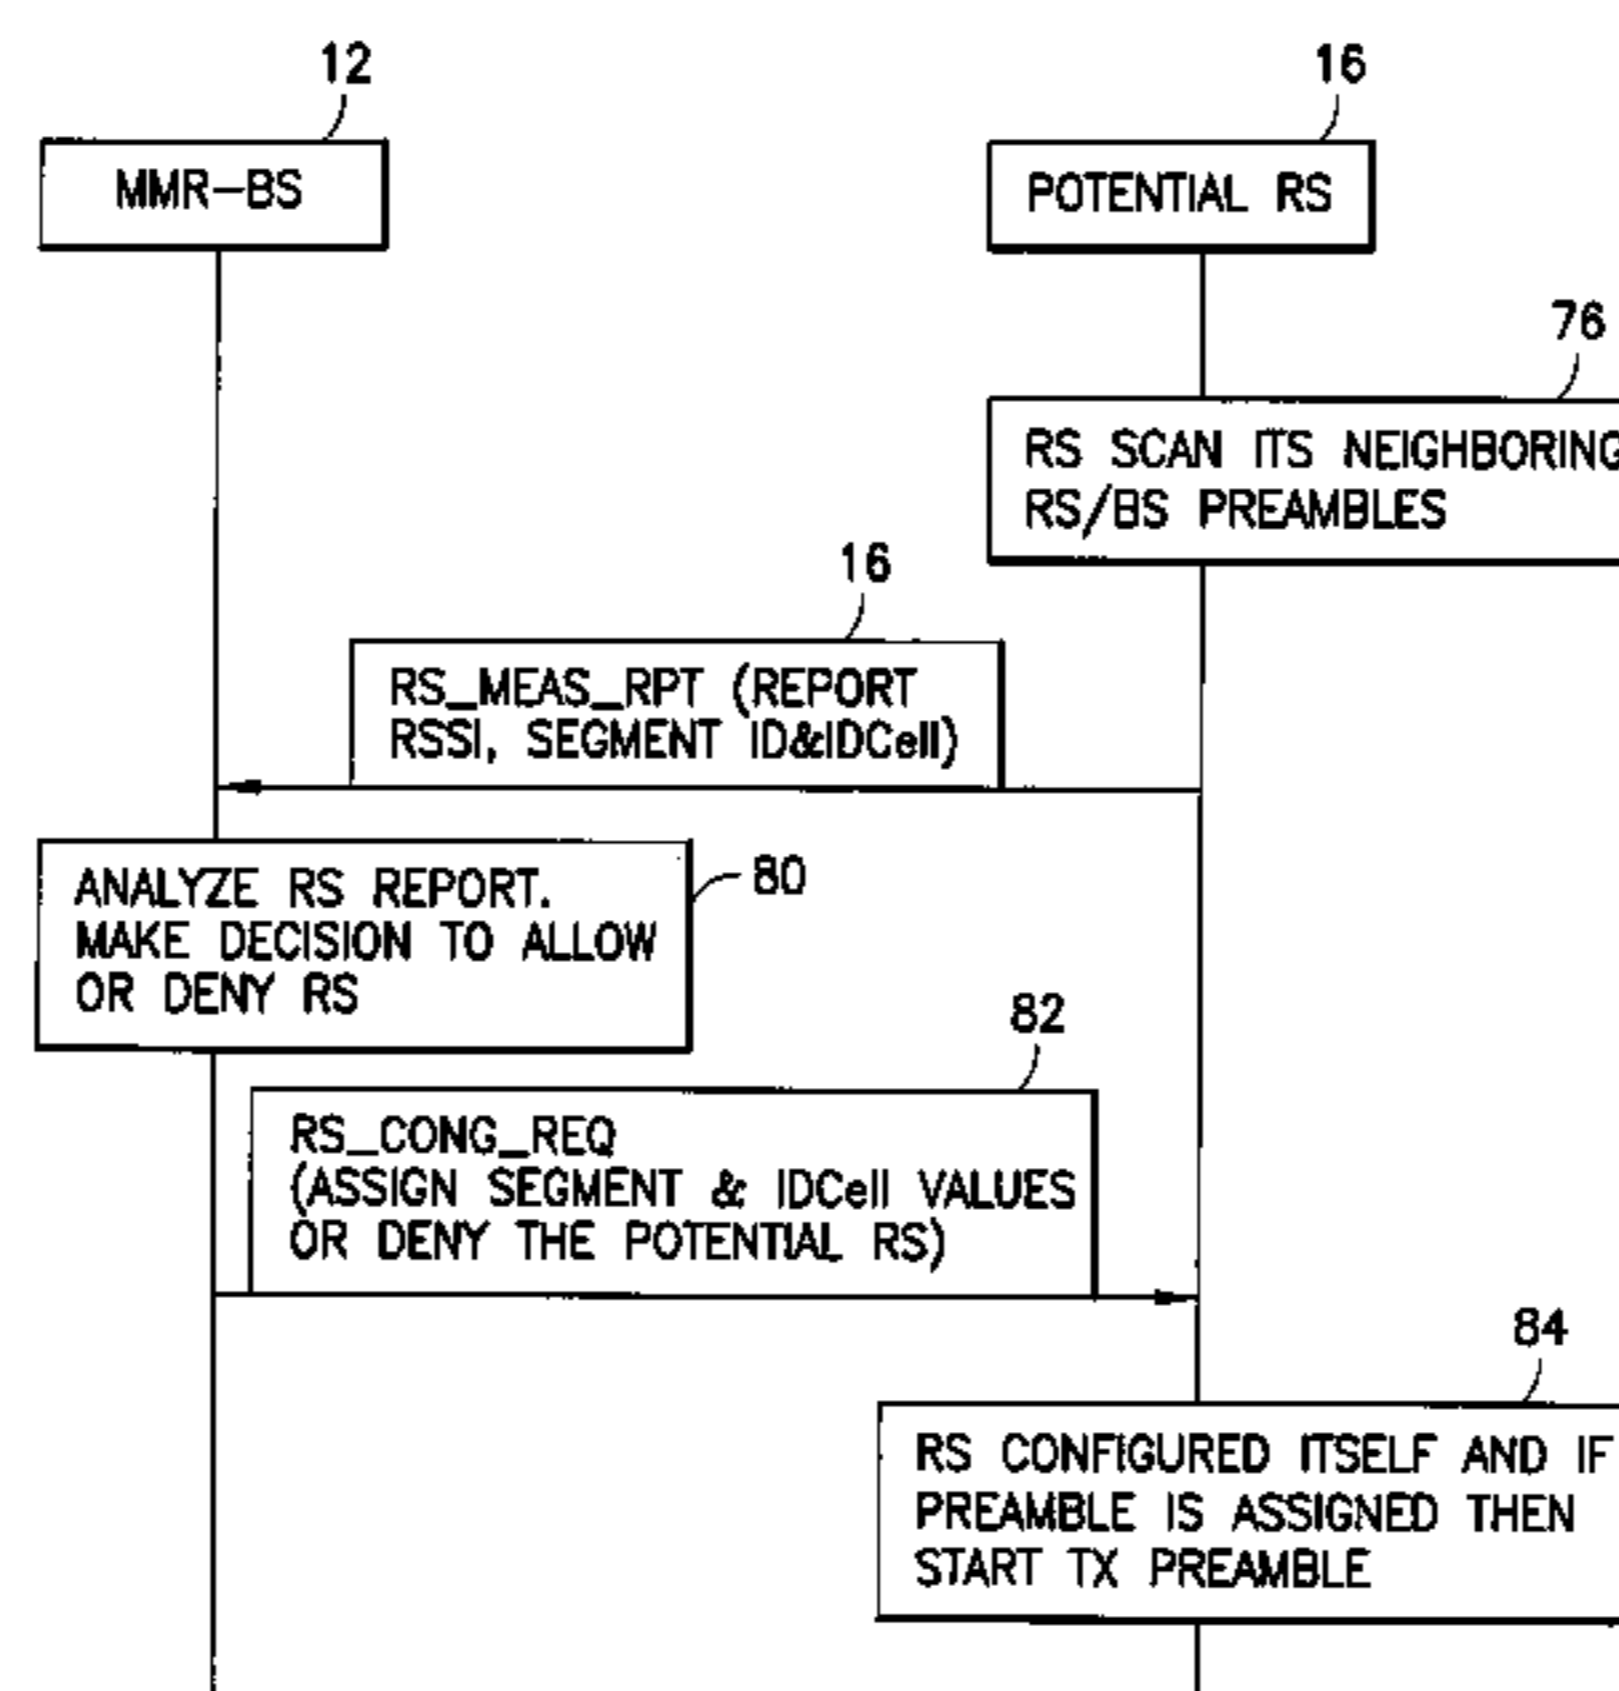 12
16
MMR-BS
POTENTIAL RS
76
RS SCAN ITS NEIGHBORING
RS/BS PREAMBLES
16
RS_MEAS_RPT (REPORT
RSSI, SEGMENT ID&IDCell)
80
ANALYZE RS REPORT.
MAKE DECISION TO ALLOW
OR DENY RS
82
RS_CONG_REQ
(ASSIGN SEGMENT & IDCell VALUES
OR DENY THE POTENTIAL RS)
84
RS CONFIGURED ITSELF AND IF
PREAMBLE IS ASSIGNED THEN
START TX PREAMBLE